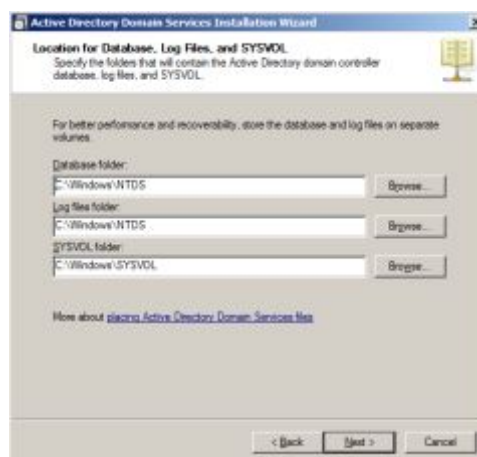 Active Directory Domain Services Installation Wizard
Location for Database, Log Files, and SYSVOL
Specify the folders that will contain the Active Directory domain controller
database, log files, and SYSVOL.
For better performance and recoverability, store the database and log files on separate
volumes.
Database folder:
C:\Windows\NTDS
Browse...
Log files folder:
C:\Windows\NTDS
Browse...
SYSVOL folder:
C:\Windows\SYSVOL
Browse...
More about placing Active Directory Domain Services files
< Back Next > Cancel